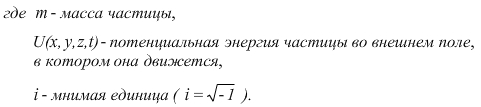 где m - масса частицы,
U(x, y,z,t)- потенциальная энергия частицы во внешнем поле,
в котором она движется,
i - мнимая единица ( i = √-1 ).